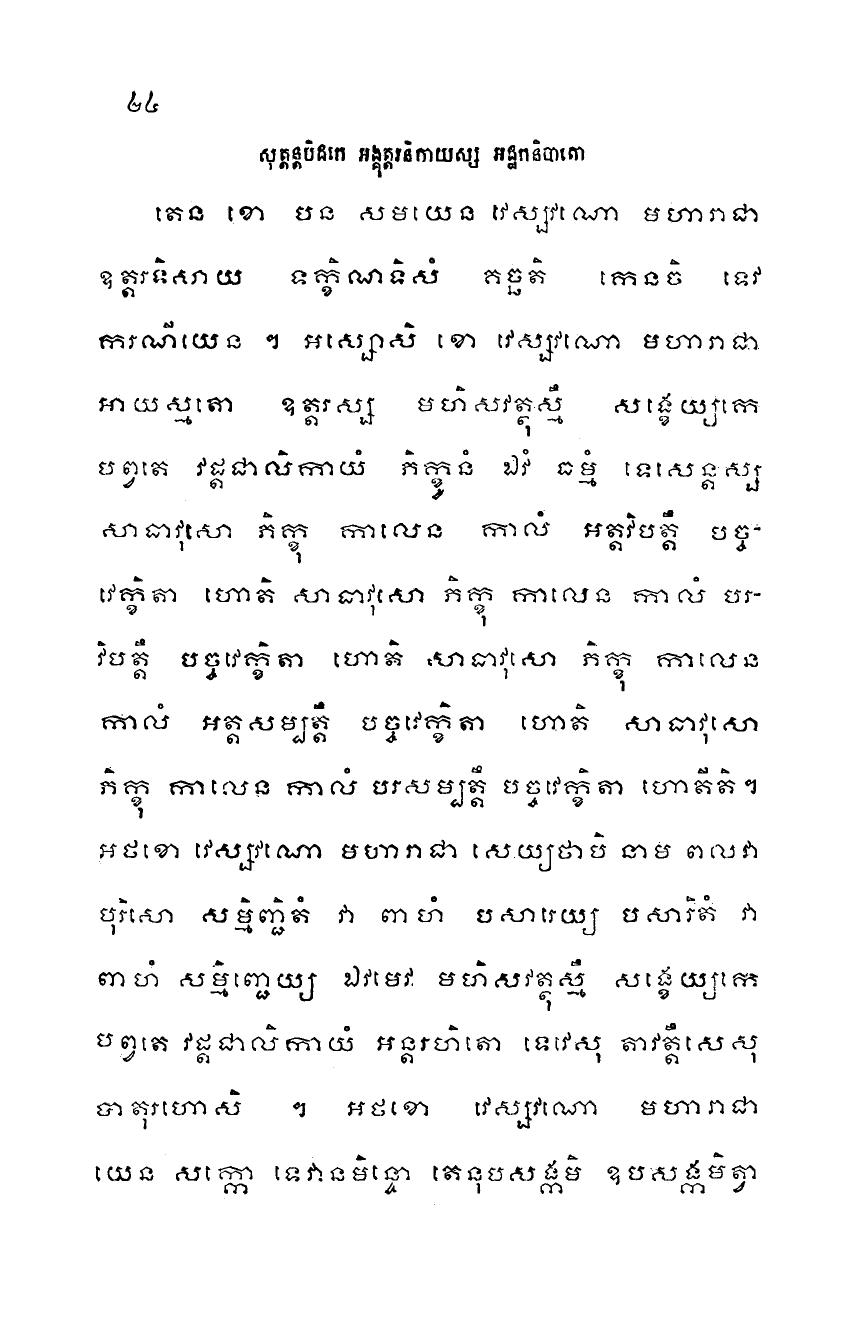 ២៤
សុត្តន្តបិដកេ អង្គុត្តរនិកាយស្ស អដ្ឋកនិបាតោ
តេន ខោ បន សមយេន វេស្សវណោ មហារាជា
ឧត្តរទិសាយ ទក្ខិណទិសំ គច្ឆតិ កេនចិ ទេវ
ករណីយេន ។ អស្សោសិ ខោ វេស្សវណោ មហារាជា
អាយស្មតោ ឧត្តរស្ស មហិសវត្ថុស្មឹ សង្ខេយ្យកេ
បព្វតេ វដ្ដជាលិកាយំ ភិក្ខូនំ ឯវំ ធម្មំ ទេសេន្តស្ស
សាធាវុសោ ភិក្ខុ កាលេន កាលំ អត្តវិបត្តឹ បច្ច-
វេក្ខិតា ហោតិ សាធាវុសោ ភិក្ខុ កាលេន កាលំ បរ-
វិបត្តឹ បច្ចវេក្ខិតា ហោតិ សាធាវុសោ ភិក្ខុ កាលេន
កាលំ អត្តសម្បត្តឹ បច្ចវេក្ខិតា ហោតិ សាធាវុសោ
ភិក្ខុ កាលេន កាលំ បរសម្បត្តឹ បច្ចវេក្ខិតា ហោតីតិ។
អថខោ វេស្សវណោ មហារាជា សេយ្យថាបិ នាម ពលវា
បុរិសោ សម្មិញ្ជិតំ វា ពាហំ បសារេយ្យ បសារិតំ វា
ពាហំ សម្មិញ្ជេយ្យ ឯវមេវ មហិសវត្ថុស្មឹ សង្ខេយ្យកេ
បព្វតេ វដ្ដជាលិកាយំ អន្តរហិតោ ទេវេសុ តាវត្តឹសេសុ
បាតុរហោសិ ។ អថខោ វេស្សវណោ មហារាជា
យេន សក្កោ ទេវានមិន្ទោ តេនុបសង្កមិ ឧបសង្កមិត្វា